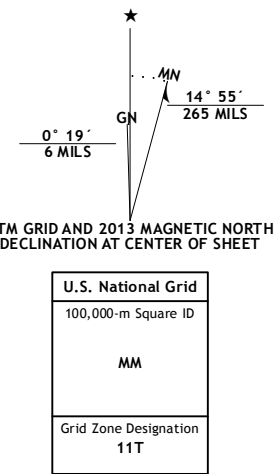 ★
MN
GN
14° 55´
265 MILS
0° 19´
6 MILS
TM GRID AND 2013 MAGNETIC NORTH
DECLINATION AT CENTER OF SHEET
U.S. National Grid
100,000-m Square ID
MM
Grid Zone Designation
11T